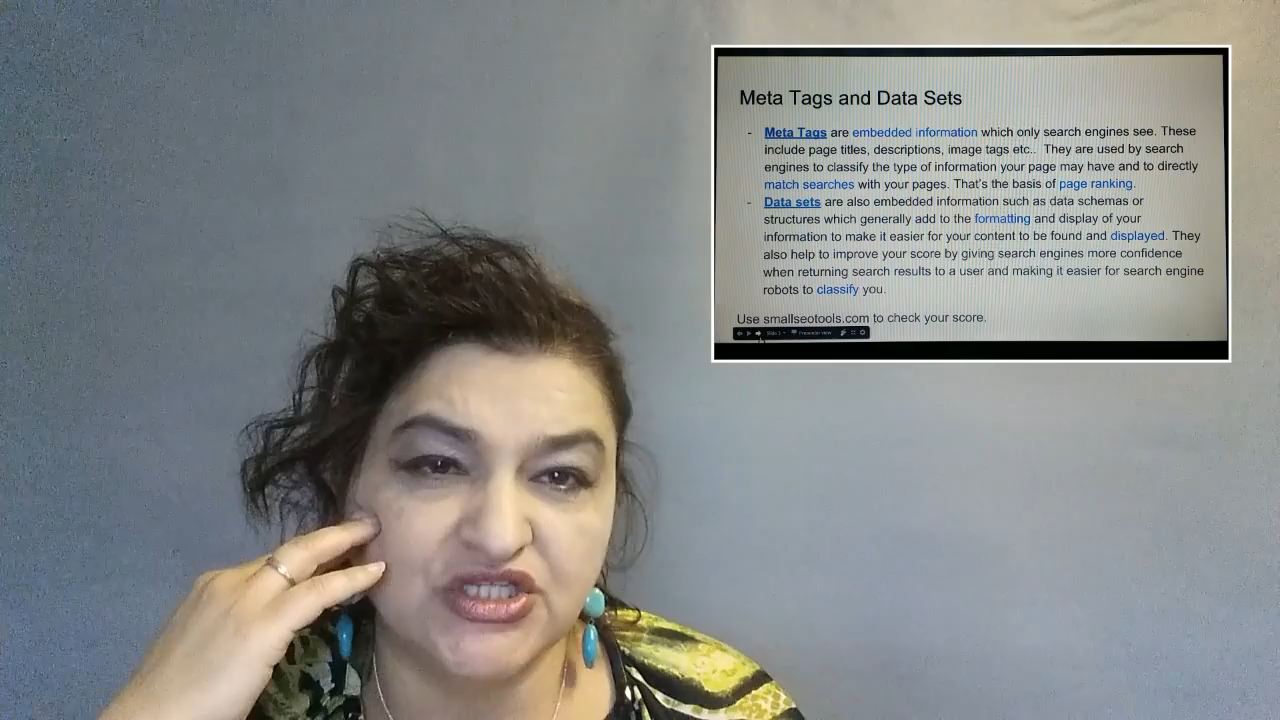 Meta Tags and Data Sets
- Meta Tags are embedded information which only search engines see. These
include page titles, descriptions, image tags etc.. They are used by search
engines to classify the type of information your page may have and to directly
match searches with your pages. That's the basis of page ranking.
- Data sets are also embedded information such as data schemas or
structures which generally add to the formatting and display of your
information to make it easier for your content to be found and displayed. They
also help to improve your score by giving search engines more confidence
when returning search results to a user and making it easier for search engine
robots to classify you.
Use smallseotools.com to check your score.
Presenter view